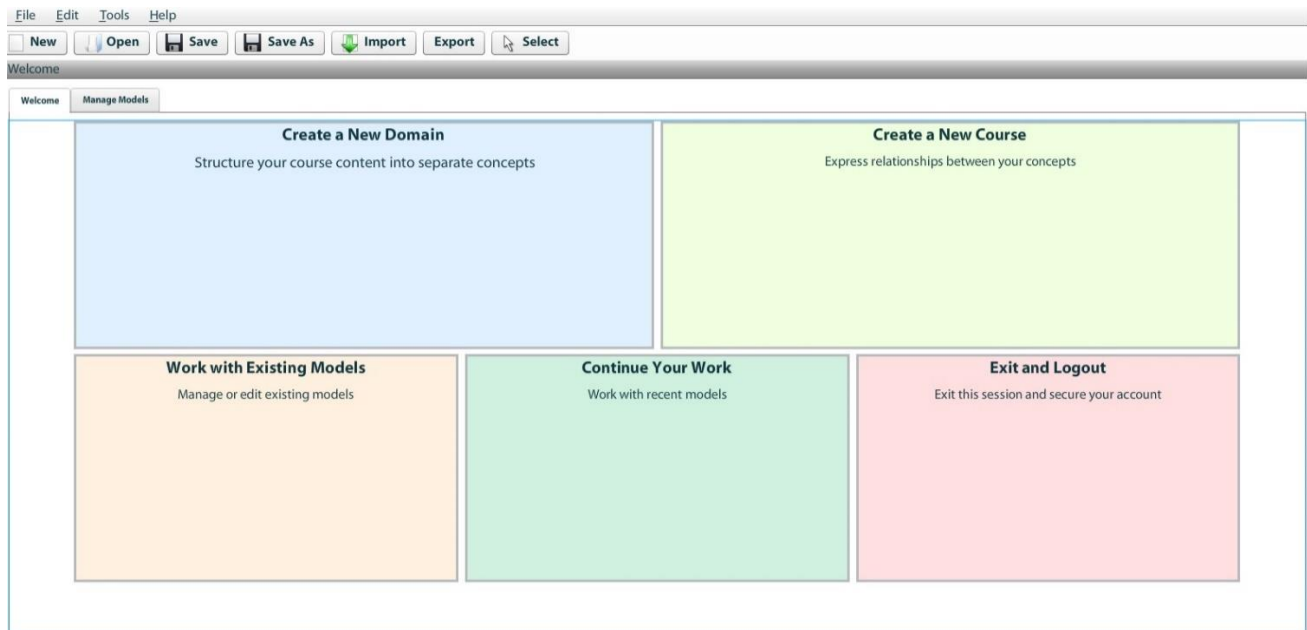 File Edit Tools Help
New Open Save Save As Import Export Select
Welcome
Welcome Manage Models
Create a New Domain
Structure your course content into separate concepts
Create a New Course
Express relationships between your concepts
Work with Existing Models
Manage or edit existing models
Continue Your Work
Work with recent models
Exit and Logout
Exit this session and secure your account